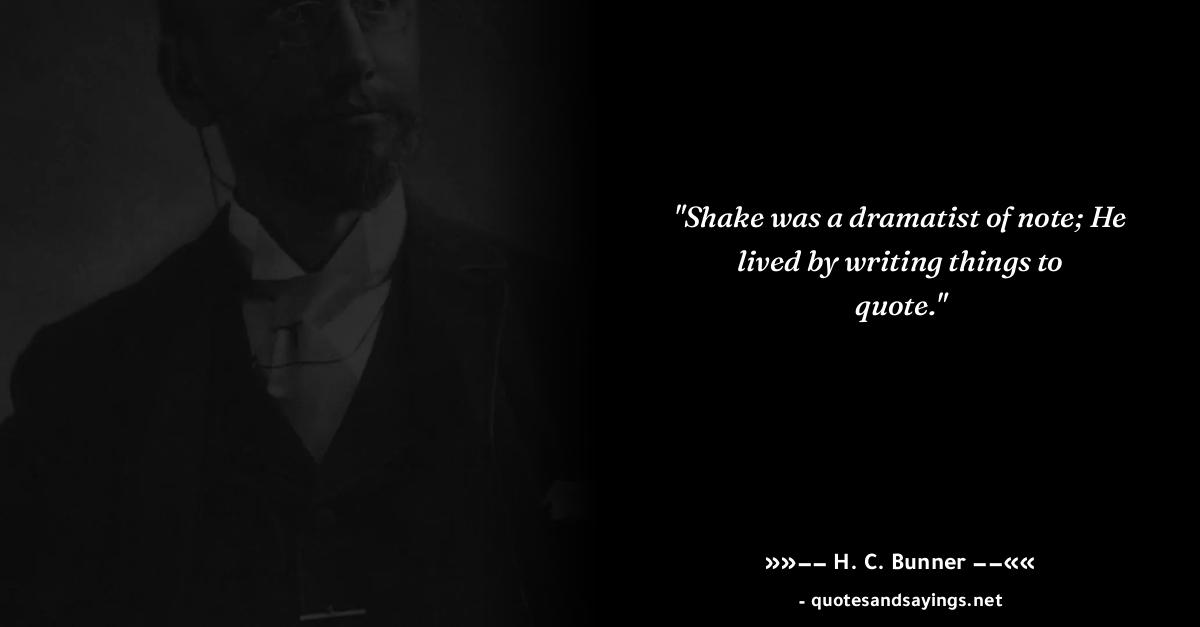 "Shake was a dramatist of note; He
lived by writing things to
quote."
»»−− H. C. Bunner −−««
- quotesandsayings.net